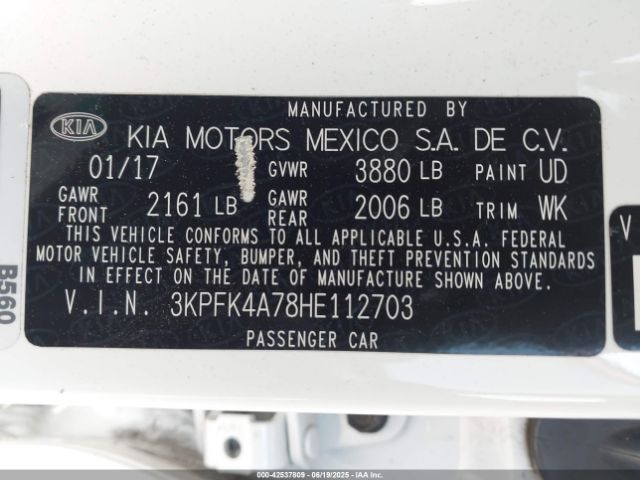 MANUFACTURED BY
KIA KIA MOTORS MEXICO S.A. DE C.V.
01/17 GVWR 3880 LB PAINT UD
GAWR FRONT 2161 LB GAWR REAR 2006 LB TRIM WK
THIS VEHICLE CONFORMS TO ALL APPLICABLE U.S.A. FEDERAL
MOTOR VEHICLE SAFETY, BUMPER, AND THEFT PREVENTION STANDARDS
IN EFFECT ON THE DATE OF MANUFACTURE SHOWN ABOVE.
V.I.N. 3KPFK4A78HE112703
PASSENGER CAR
B560
V
000-42537809 - 06/19/2025 - IAAI.COM